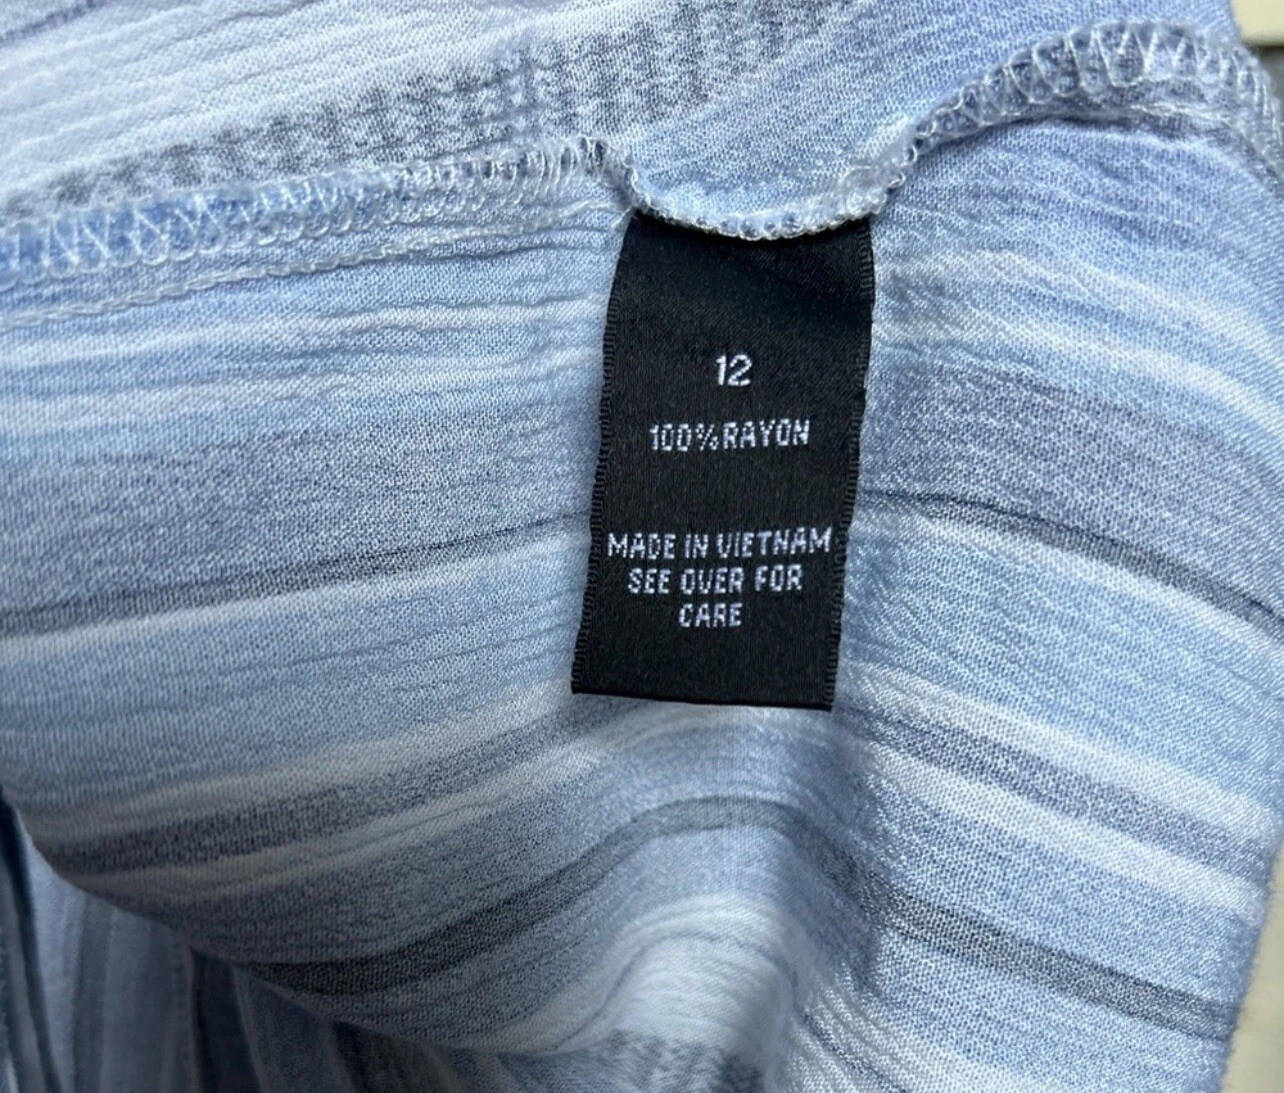 12
100% RAYON
MADE IN VIETNAM
SEE OVER FOR
CARE